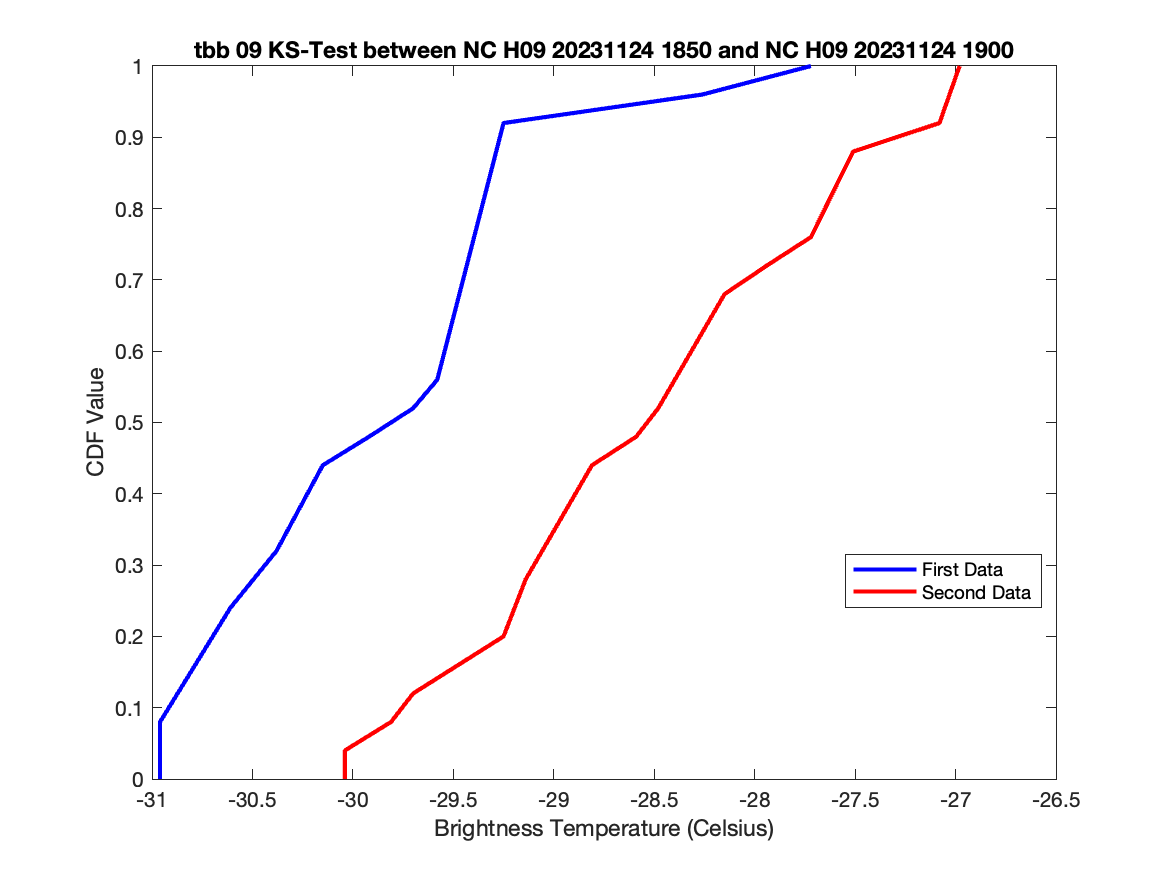 tbb 09 KS-Test between NC H09 20231124 1850 and NC H09 20231124 1900
1
0.9
0.8
0.7
0.6
0.5
0.4
0.3
0.2
0.1
0
CDF Value
First Data
Second Data
-31 -30.5 -30 -29.5 -29 -28.5 -28 -27.5 -27 -26.5
Brightness Temperature (Celsius)